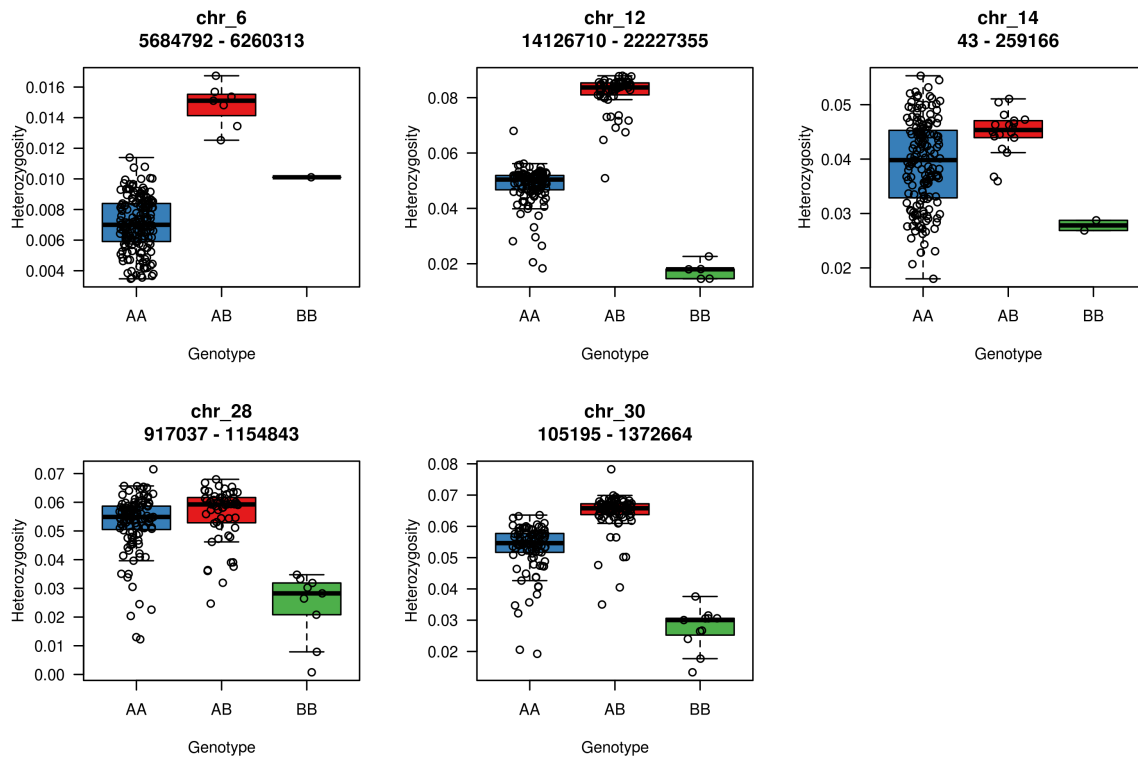 chr_6
5684792 - 6260313
Heterozygosity
0.016
0.014
0.012
0.010
0.008
0.006
0.004
AA AB BB
Genotype
chr_12
14126710 - 22227355
Heterozygosity
0.08
0.06
0.04
0.02
AA AB BB
Genotype
chr_14
43 - 259166
Heterozygosity
0.05
0.04
0.03
0.02
AA AB BB
Genotype
chr_28
917037 - 1154843
Heterozygosity
0.07
0.06
0.05
0.04
0.03
0.02
0.01
0.00
AA AB BB
Genotype
chr_30
105195 - 1372664
Heterozygosity
0.08
0.07
0.06
0.05
0.04
0.03
0.02
AA AB BB
Genotype